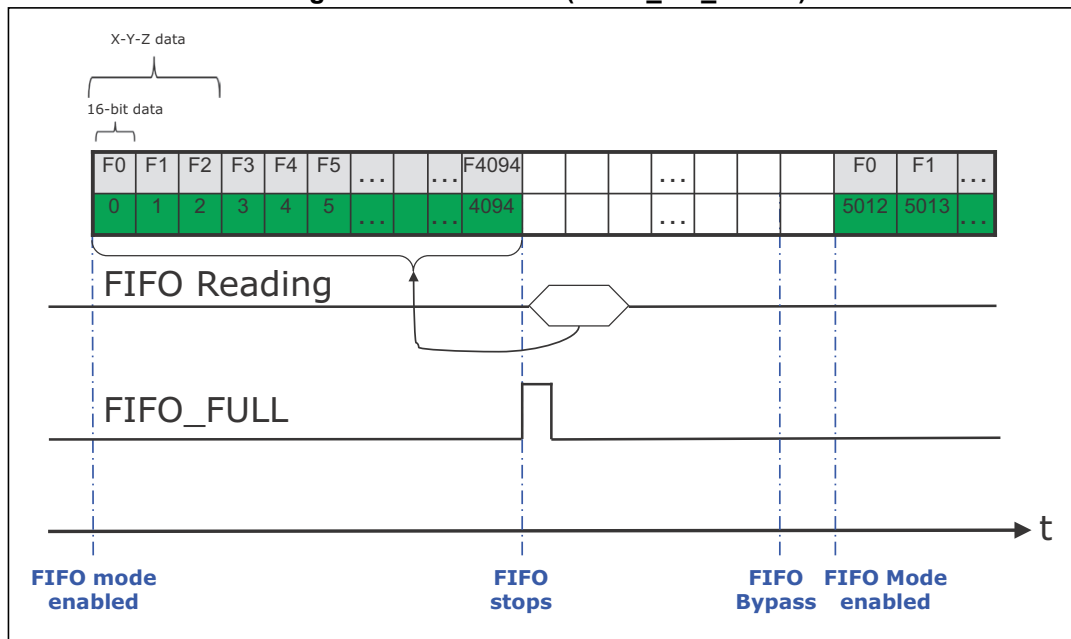 X-Y-Z data
16-bit data
F0 F1 F2 F3 F4 F5 ... ... F4094 ... F0 F1 ...
0 1 2 3 4 5 ... ... 4094 ... 5012 5013 ...
FIFO Reading
FIFO_FULL
t
FIFO mode enabled
FIFO stops
FIFO Bypass
FIFO Mode enabled